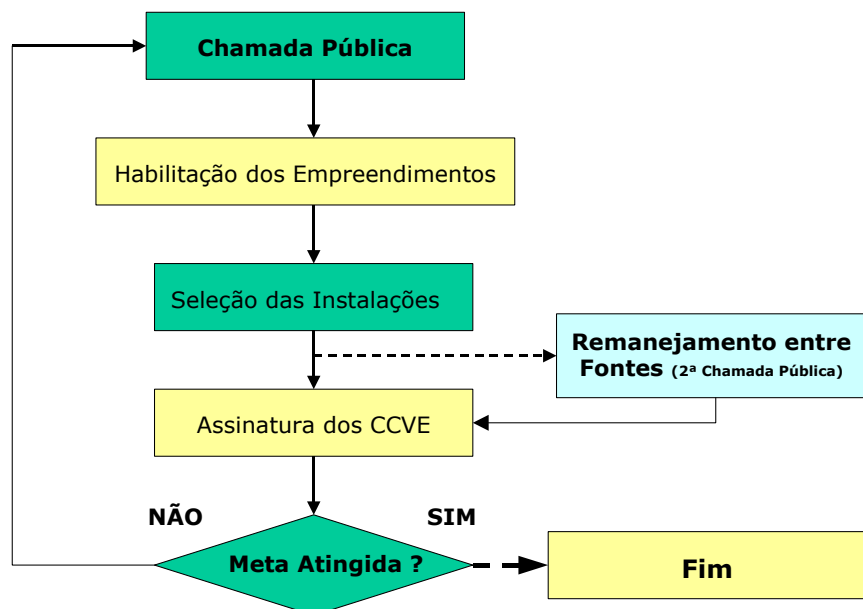 Chamada Pública
Habilitação dos Empreendimentos
Seleção das Instalações
Remanejamento entre
Fontes (2ª Chamada Pública)
Assinatura dos CCVE
NÃO
SIM
Meta Atingida ?
Fim